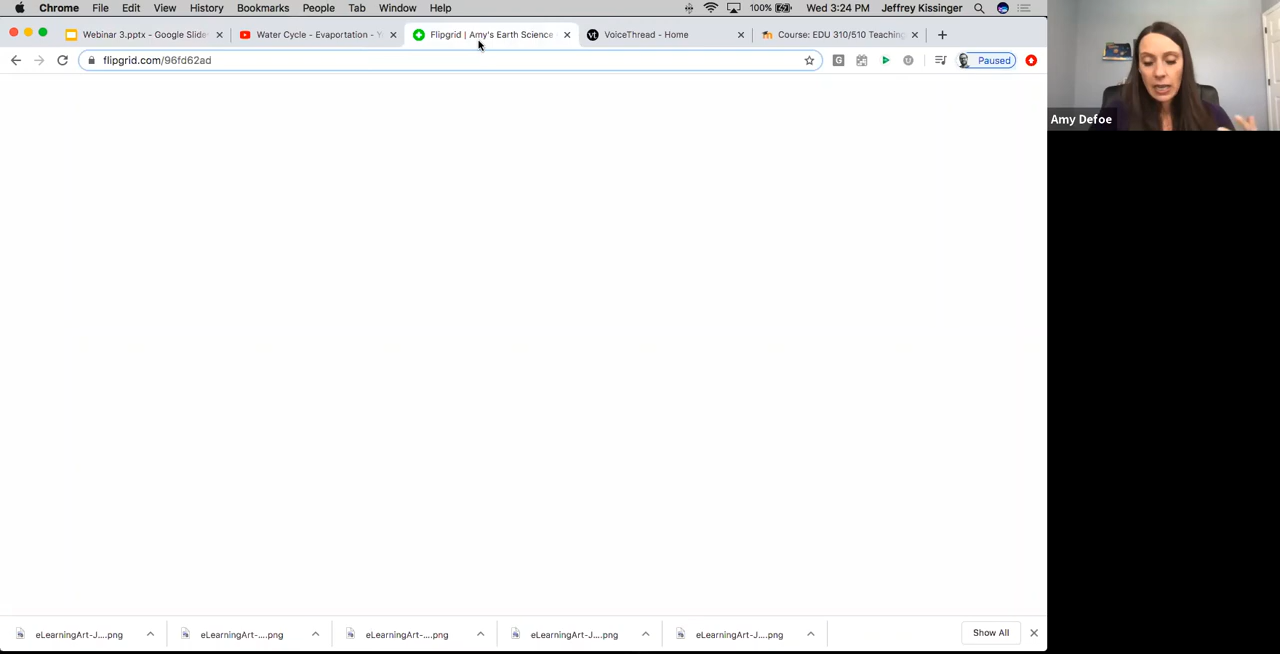 Chrome File Edit View History Bookmarks People Tab Window Help 100% Wed 3:24 PM Jeffrey Kissinger
Webinar 3.pptx - Google Slide Water Cycle - Evaportation - Y Flipgrid | Amy's Earth Science VoiceThread - Home Course: EDU 310/510 Teaching
flipgrid.com/96fd62ad Paused
Amy Defoe
eLearningArt-J....png eLearningArt-....png eLearningArt-....png eLearningArt-J....png eLearningArt-J....png Show All